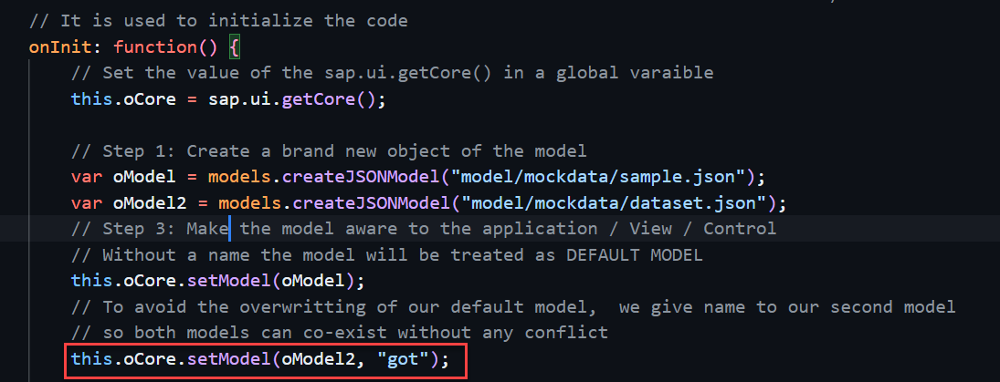 // It is used to initialize the code
onInit: function() {
// Set the value of the sap.ui.getCore() in a global varaible
this.oCore = sap.ui.getCore();
// Step 1: Create a brand new object of the model
var oModel = models.createJSONModel("model/mockdata/sample.json");
var oModel2 = models.createJSONModel("model/mockdata/dataset.json");
// Step 3: Make the model aware to the application / View / Control
// Without a name the model will be treated as DEFAULT MODEL
this.oCore.setModel(oModel);
// To avoid the overwritting of our default model,  we give name to our second model
// so both models can co-exist without any conflict
this.oCore.setModel(oModel2, "got");